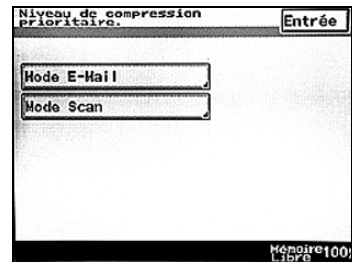 Niveau de compression
prioritaire.
Entrée
Mode E-Mail
Mode Scan
Mémoire
Libre 100%